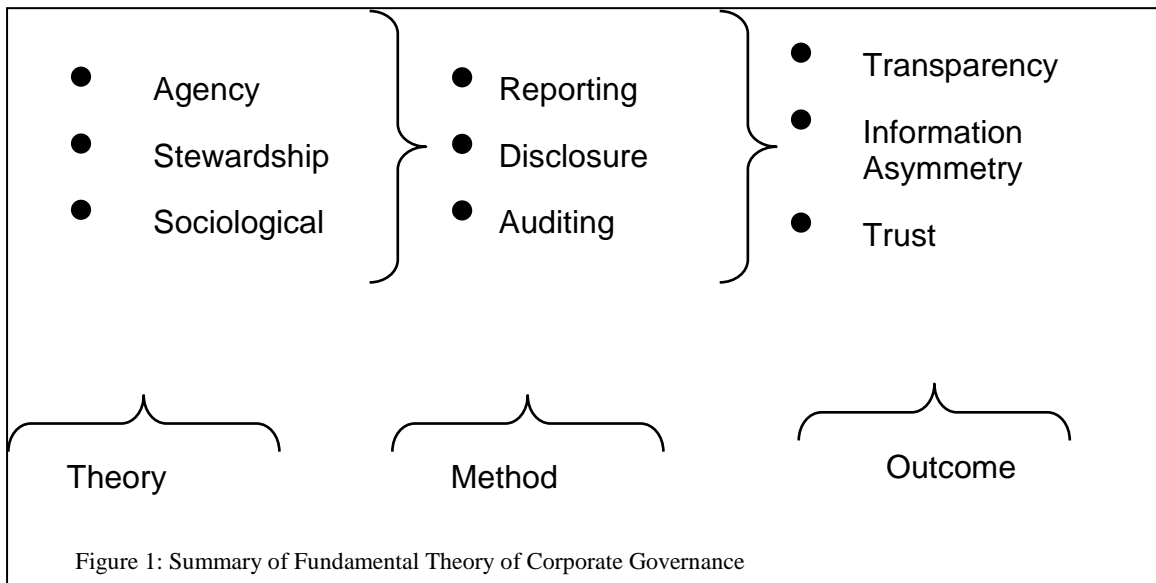 Agency
Stewardship
Sociological
Reporting
Disclosure
Auditing
Transparency
Information
Asymmetry
Trust
Theory
Method
Outcome
Figure 1: Summary of Fundamental Theory of Corporate Governance